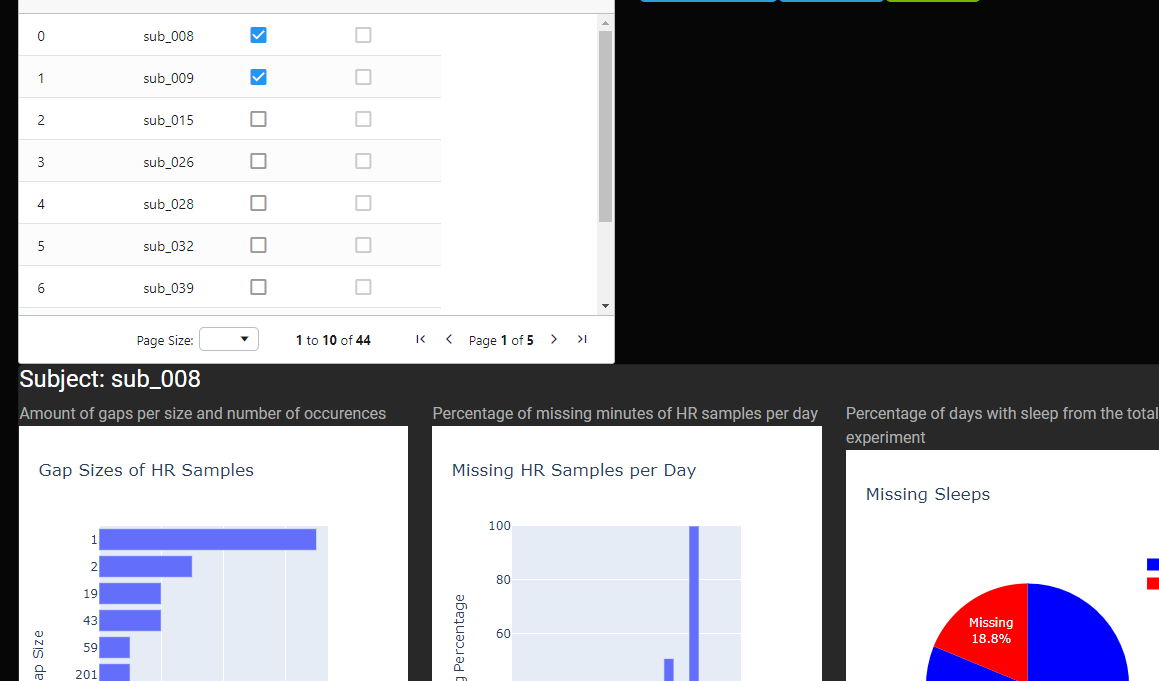 0 sub_008
1 sub_009
2 sub_015
3 sub_026
4 sub_028
5 sub_032
6 sub_039
Page Size: 1 to 10 of 44 Page 1 of 5
Subject: sub_008
Amount of gaps per size and number of occurences
Gap Sizes of HR Samples
1
2
19
43
59
201
ap Size
Percentage of missing minutes of HR samples per day
Missing HR Samples per Day
100
80
60
g Percentage
Percentage of days with sleep from the total
experiment
Missing Sleeps
Missing
18.8%